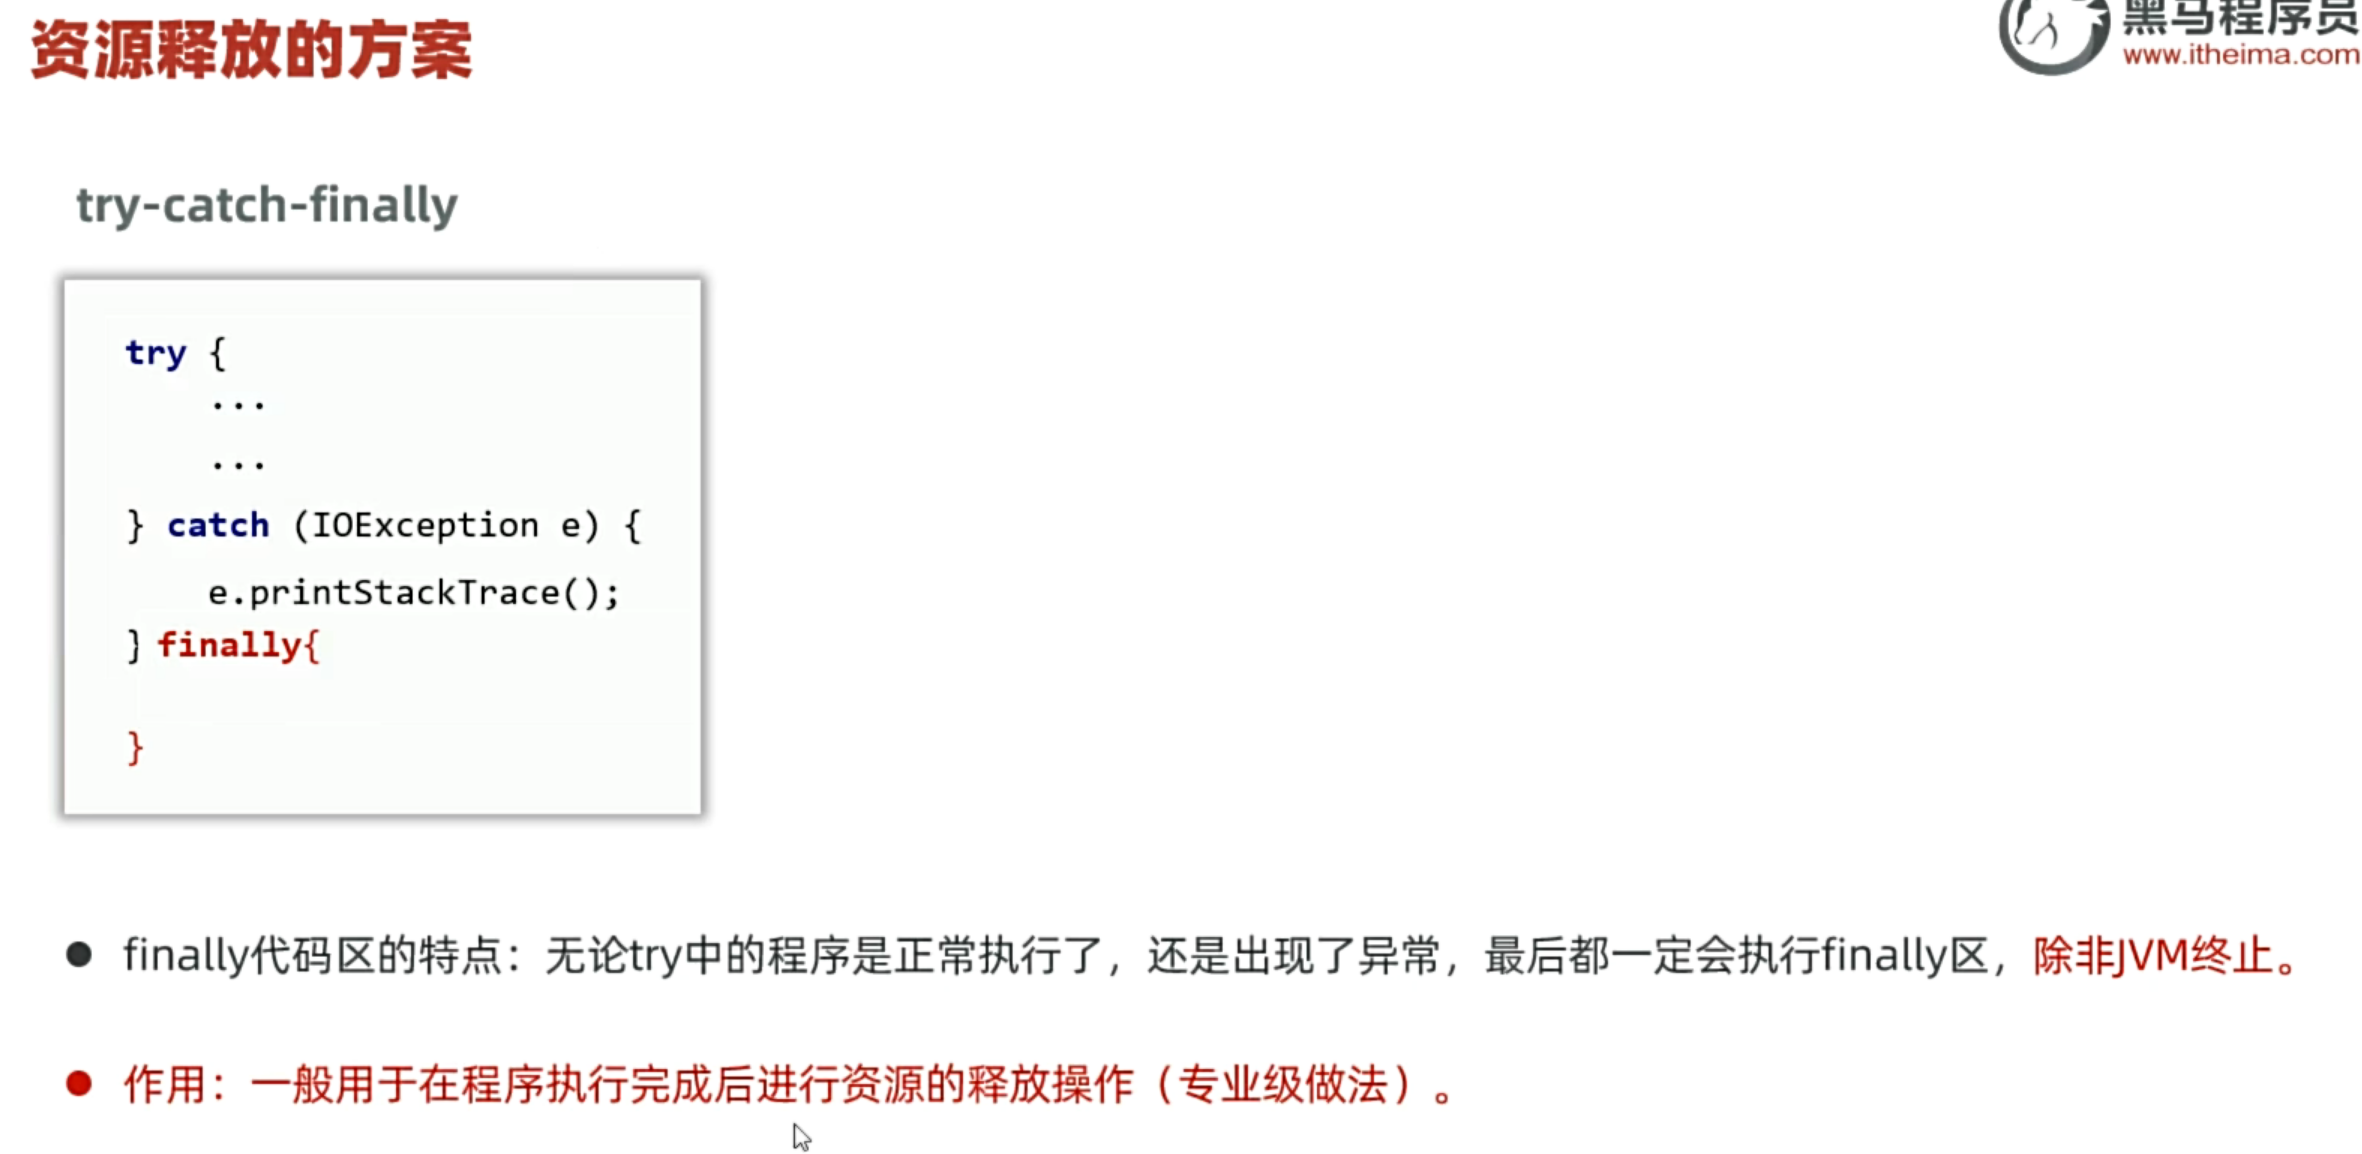 资源释放的方案
黑马程序员
www.itheima.com
try-catch-finally
try {
...
...
} catch (IOException e) {
e.printStackTrace();
} finally{
}
finally代码区的特点：无论try中的程序是正常执行了，还是出现了异常，最后都一定会执行finally区，除非JVM终止。
作用：一般用于在程序执行完成后进行资源的释放操作（专业级做法）。